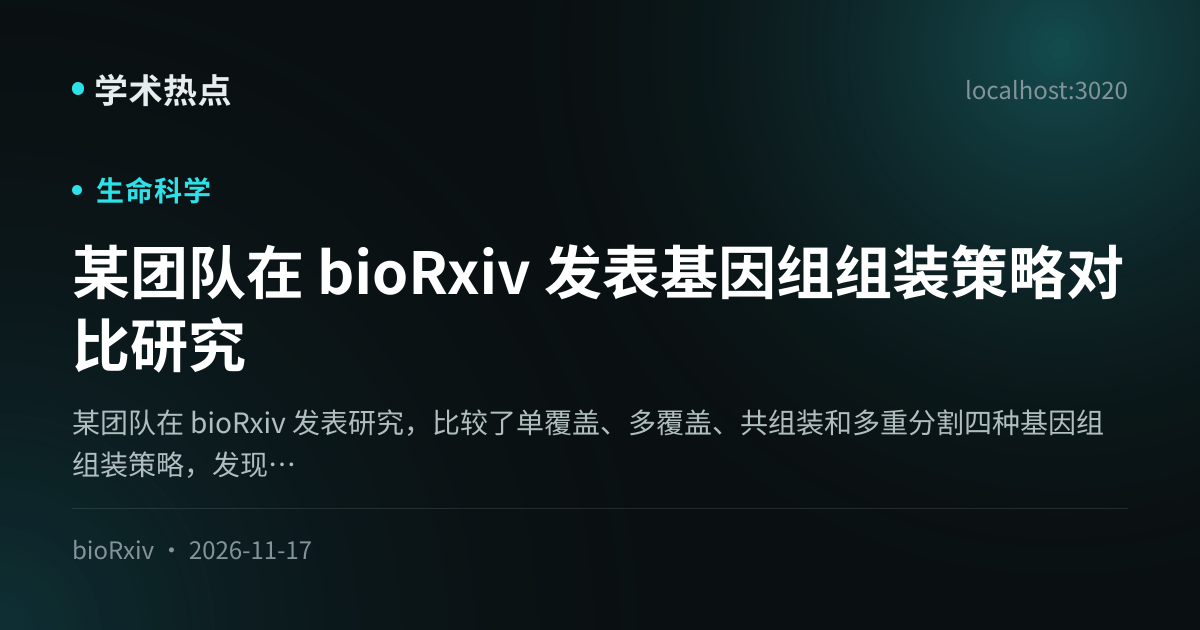 学术热点
localhost:3020
生命科学
某团队在 bioRxiv 发表基因组组装策略对
比研究
某团队在 bioRxiv 发表研究，比较了单覆盖、多覆盖、共组装和多重分割四种基因组
组装策略，发现…
bioRxiv • 2026-11-17